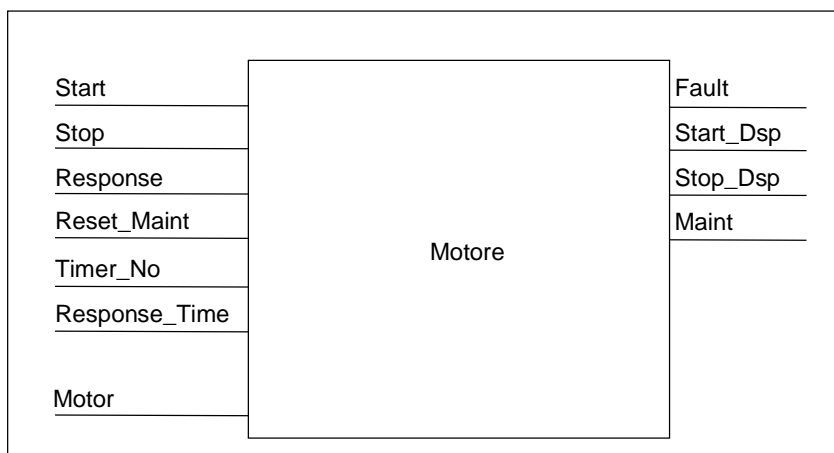 Start
Stop
Response
Reset_Maint
Timer_No
Response_Time
Motor
Motore
Fault
Start_Dsp
Stop_Dsp
Maint